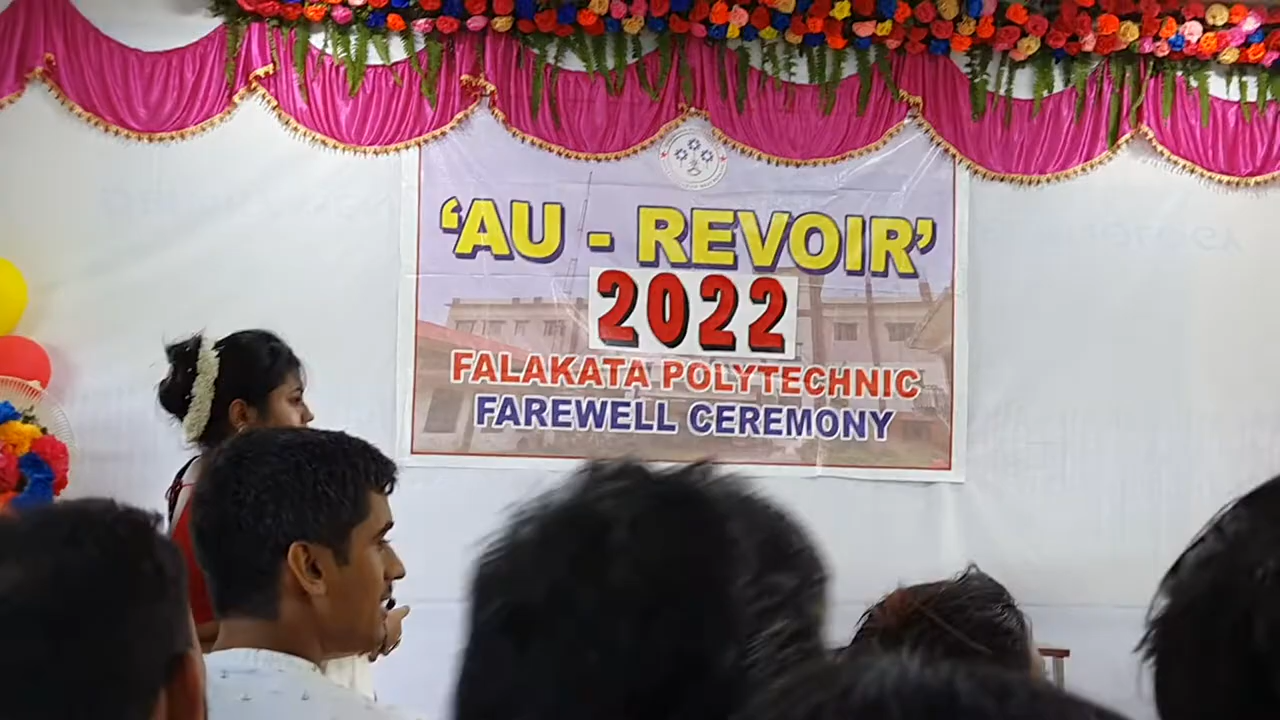 ‘AU - REVOIR’
2022
FALAKATA POLYTECHNIC
FAREWELL CEREMONY